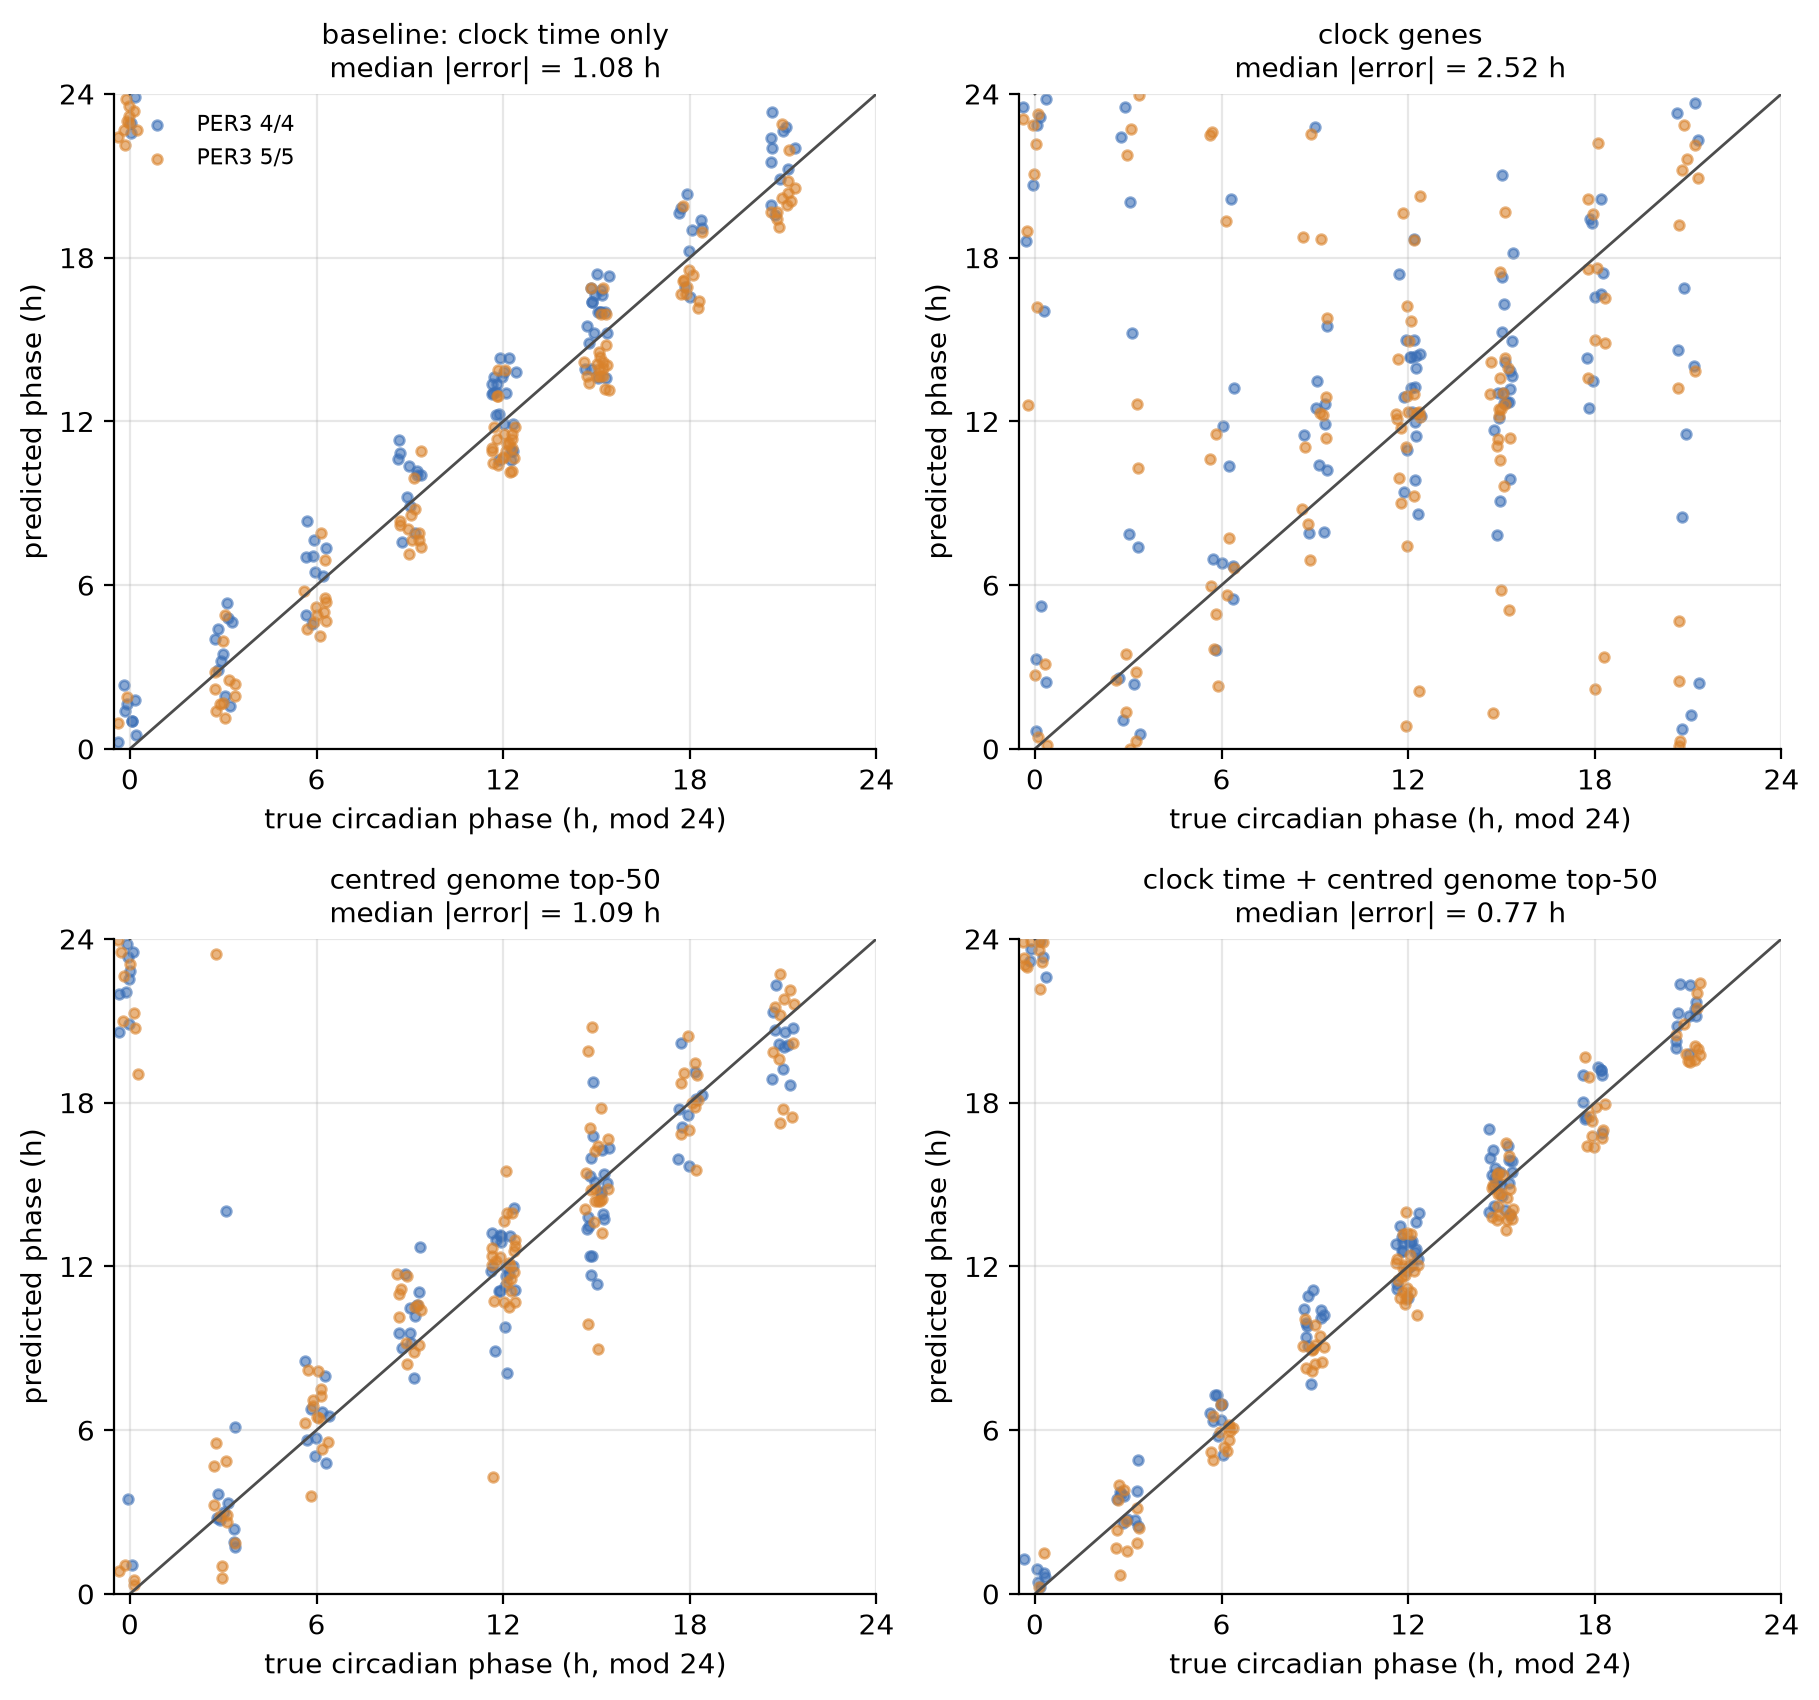 baseline: clock time only
median |error| = 1.08 h
24
18
12
6
0
predicted phase (h)
PER3 4/4
PER3 5/5
0 6 12 18 24
true circadian phase (h, mod 24)
clock genes
median |error| = 2.52 h
24
18
12
6
0
predicted phase (h)
0 6 12 18 24
true circadian phase (h, mod 24)
centred genome top-50
median |error| = 1.09 h
24
18
12
6
0
predicted phase (h)
0 6 12 18 24
true circadian phase (h, mod 24)
clock time + centred genome top-50
median |error| = 0.77 h
24
18
12
6
0
predicted phase (h)
0 6 12 18 24
true circadian phase (h, mod 24)